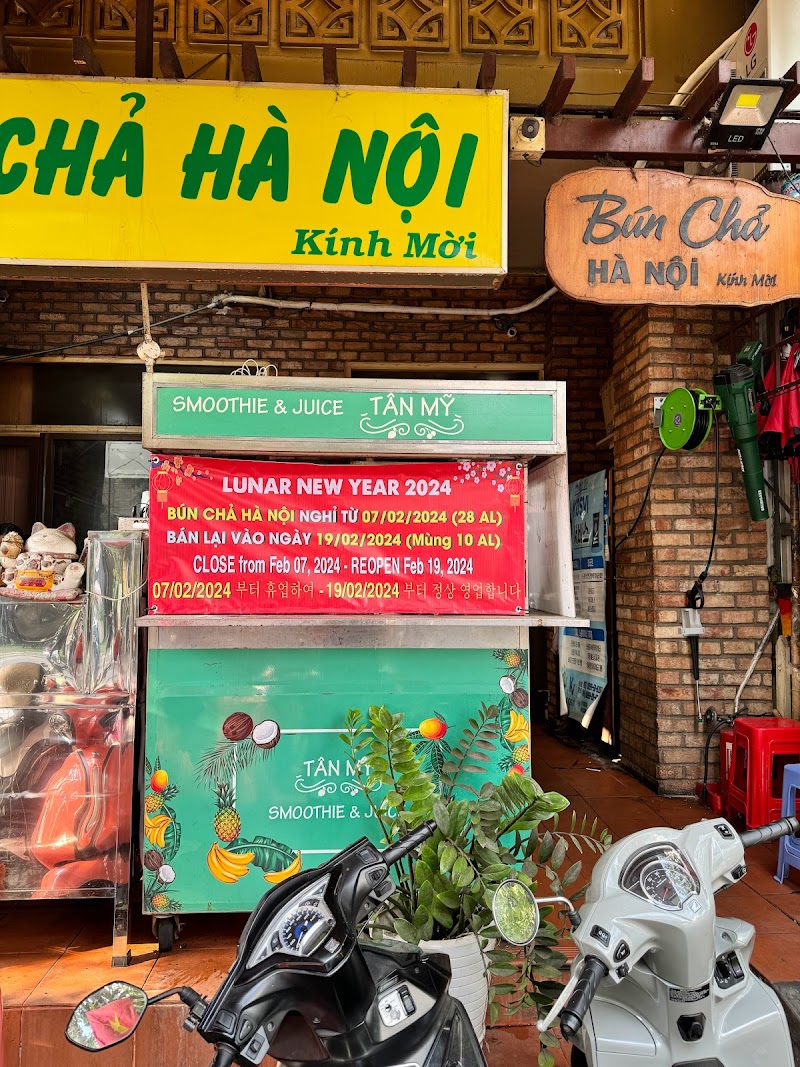 LG
CHẢ HÀ NỘI
Kính Mời
LED
Bún Chả
HÀ NỘI Kính Mời
SMOOTHIE & JUICE TÂN MỸ
LUNAR NEW YEAR 2024
BÚN CHẢ HÀ NỘI NGHỈ TỪ 07/02/2024 (28 AL)
BÁN LẠI VÀO NGÀY 19/02/2024 (Mùng 10 AL)
CLOSE from Feb 07, 2024 - REOPEN Feb 19, 2024
07/02/2024 부터 휴업하여 - 19/02/2024 부터 정상 영업합니다
TÂN MỸ
SMOOTHIE & JUICE